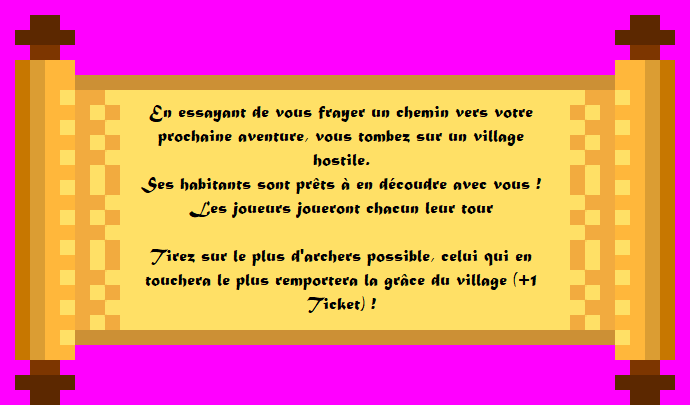 En essayant de vous frayer un chemin vers votre
prochaine aventure, vous tombez sur un village
hostile.
Ses habitants sont prêts à en découdre avec vous !
Les joueurs joueront chacun leur tour
Tirez sur le plus d'archers possible, celui qui en
touchera le plus remportera la grâce du village (+1
Ticket) !